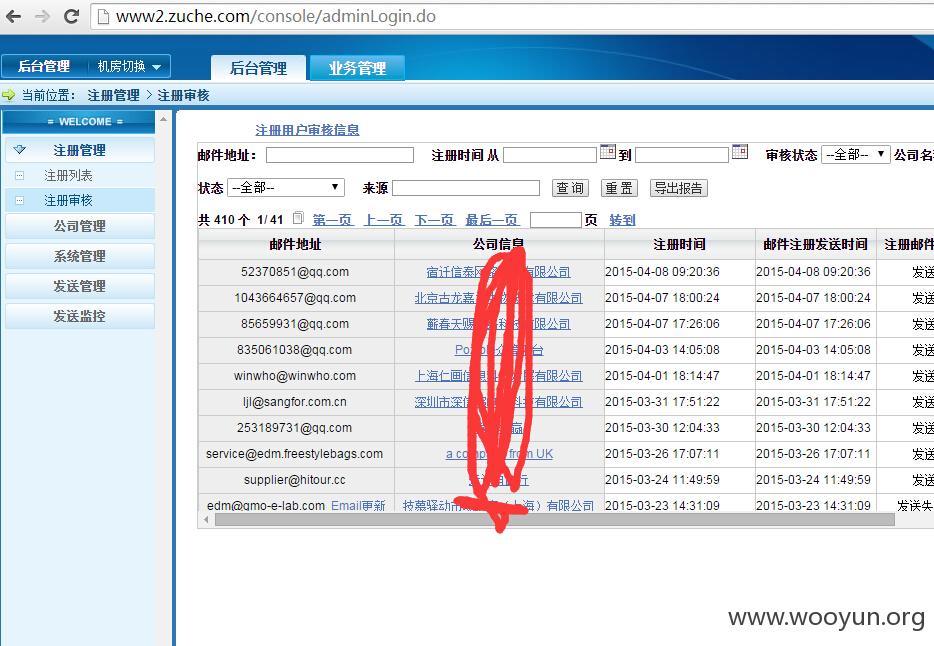 www2.zuche.com/console/adminLogin.do
后台管理 机房切换 后台管理 业务管理
当前位置： 注册管理 > 注册审核
= WELCOME =
注册管理
注册列表
注册审核
公司管理
系统管理
发送管理
发送监控
注册用户审核信息
邮件地址： 注册时间 从 到 审核状态 --全部-- 公司名
状态 --全部-- 来源 查询 重置 导出报告
共 410 个 1/41 第一页 上一页 下一页 最后一页 页 转到
邮件地址 公司信息 注册时间 邮件注册发送时间 注册邮件
52370851@qq.com 宿迁信泰 有限公司 2015-04-08 09:20:36 2015-04-08 09:20:36 发送
1043664657@qq.com 北京古龙嘉 有限公司 2015-04-07 18:00:24 2015-04-07 18:00:24 发送
85659931@qq.com 蕲春天赐 有限公司 2015-04-07 17:26:06 2015-04-07 17:26:06 发送
835061038@qq.com 台 2015-04-03 14:05:08 2015-04-03 14:05:08 发送
winwho@winwho.com 上海仁画信 有限公司 2015-04-01 18:14:47 2015-04-01 18:14:47 发送
ljl@sangfor.com.cn 深圳市深信 有限公司 2015-03-31 17:51:22 2015-03-31 17:51:22 发送
253189731@qq.com 2015-03-30 12:04:33 2015-03-30 12:04:33 发送
service@edm.freestylebags.com a from UK 2015-03-26 17:07:11 2015-03-26 17:07:11 发送
supplier@hitour.cc 2015-03-24 11:49:59 2015-03-24 11:49:59 发送
edm@gmo-e-lab.com Email更新 技慕驿动市 （上海）有限公司 2015-03-23 14:31:09 2015-03-23 14:31:09 发送失
www.wooyun.org